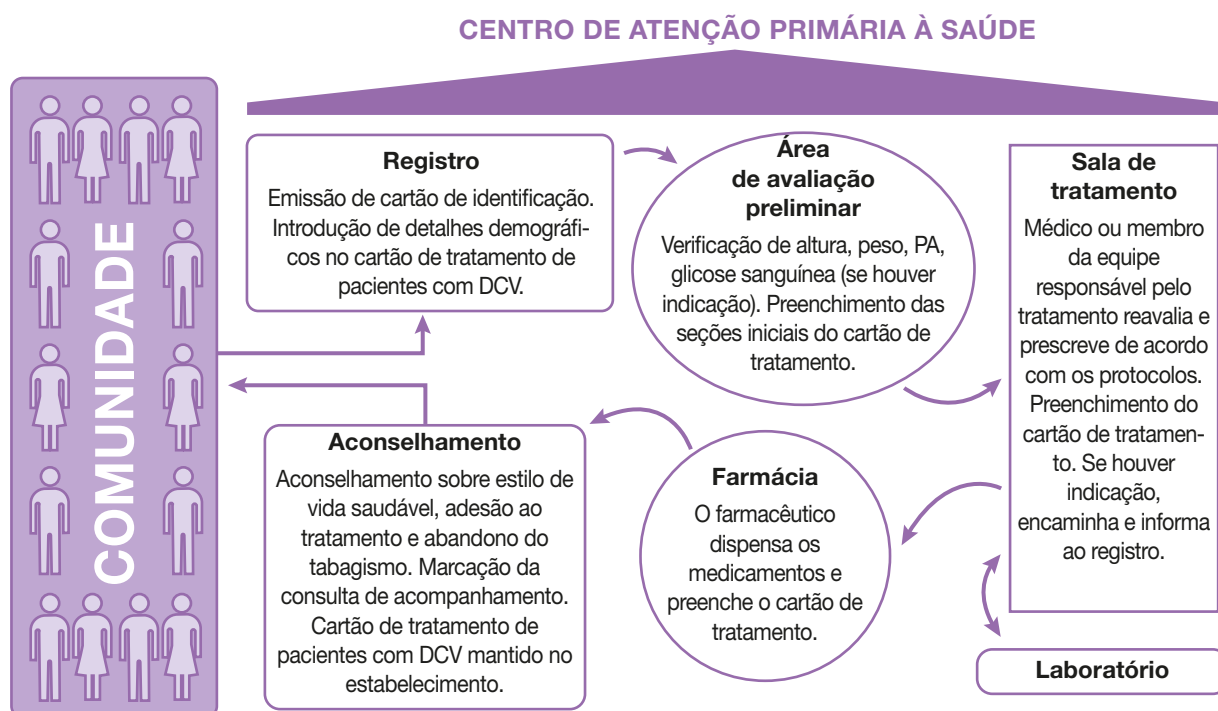 CENTRO DE ATENÇÃO PRIMÁRIA À SAÚDE
COMUNIDADE
Registro
Emissão de cartão de identificação.
Introdução de detalhes demográfi-
cos no cartão de tratamento de
pacientes com DCV.
Área
de avaliação
preliminar
Verificação de altura, peso, PA,
glicose sanguínea (se houver
indicação). Preenchimento das
seções iniciais do cartão de
tratamento.
Sala de
tratamento
Médico ou membro
da equipe
responsável pelo
tratamento reavalia e
prescreve de acordo
com os protocolos.
Preenchimento do
cartão de tratamen-
to. Se houver
indicação,
encaminha e informa
ao registro.
Laboratório
Farmácia
O farmacêutico
dispensa os
medicamentos e
preenche o cartão de
tratamento.
Aconselhamento
Aconselhamento sobre estilo de
vida saudável, adesão ao
tratamento e abandono do
tabagismo. Marcação da
consulta de acompanhamento.
Cartão de tratamento de
pacientes com DCV mantido no
estabelecimento.